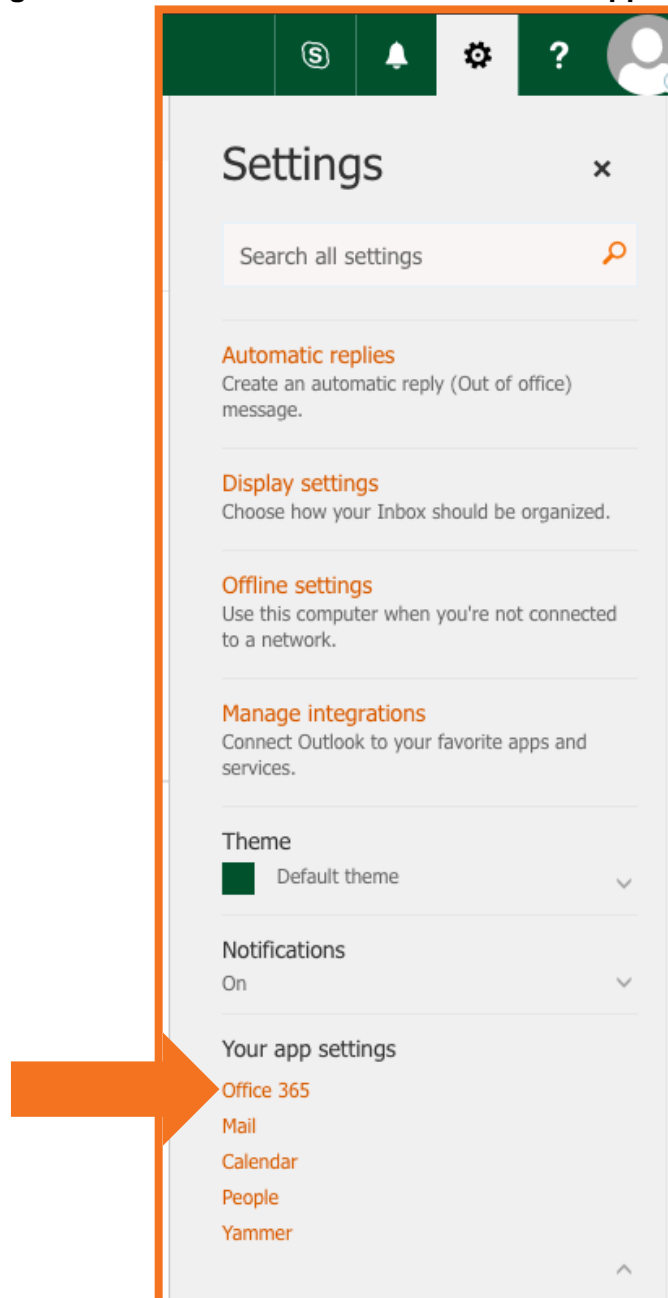 Settings
Search all settings
Automatic replies
Create an automatic reply (Out of office)
message.
Display settings
Choose how your Inbox should be organized.
Offline settings
Use this computer when you're not connected
to a network.
Manage integrations
Connect Outlook to your favorite apps and
services.
Theme
Default theme
Notifications
On
Your app settings
Office 365
Mail
Calendar
People
Yammer